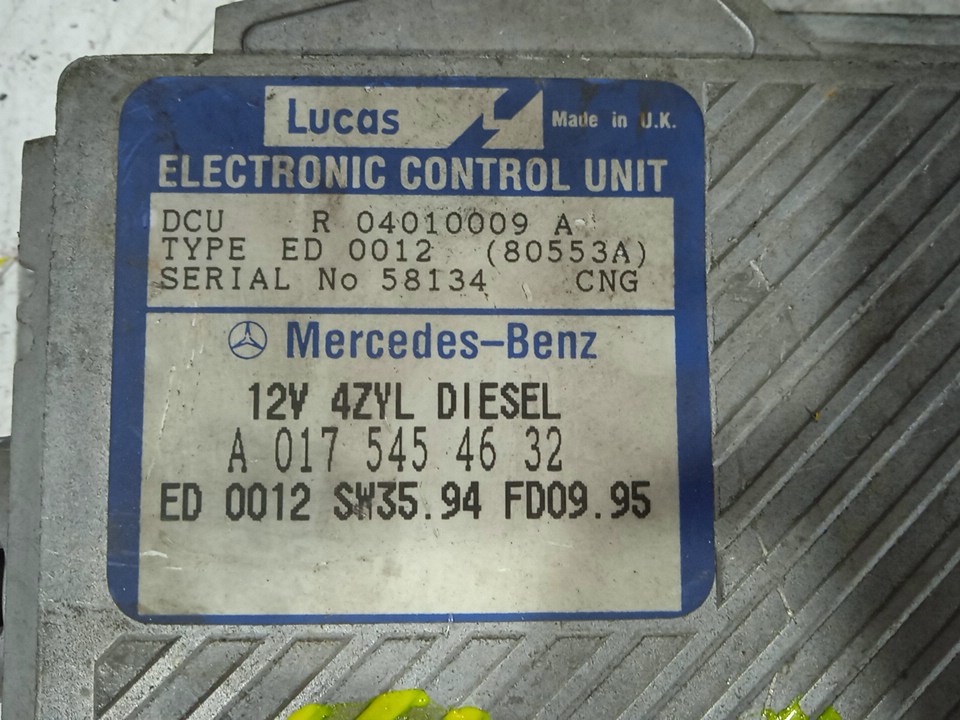 Lucas
Made in U.K.
ELECTRONIC CONTROL UNIT
DCU R 04010009 A
TYPE ED 0012 (80553A)
SERIAL No 58134 CNG
Mercedes-Benz
12V 4ZYL DIESEL
A 017 545 46 32
ED 0012 SW35.94 FD09.95